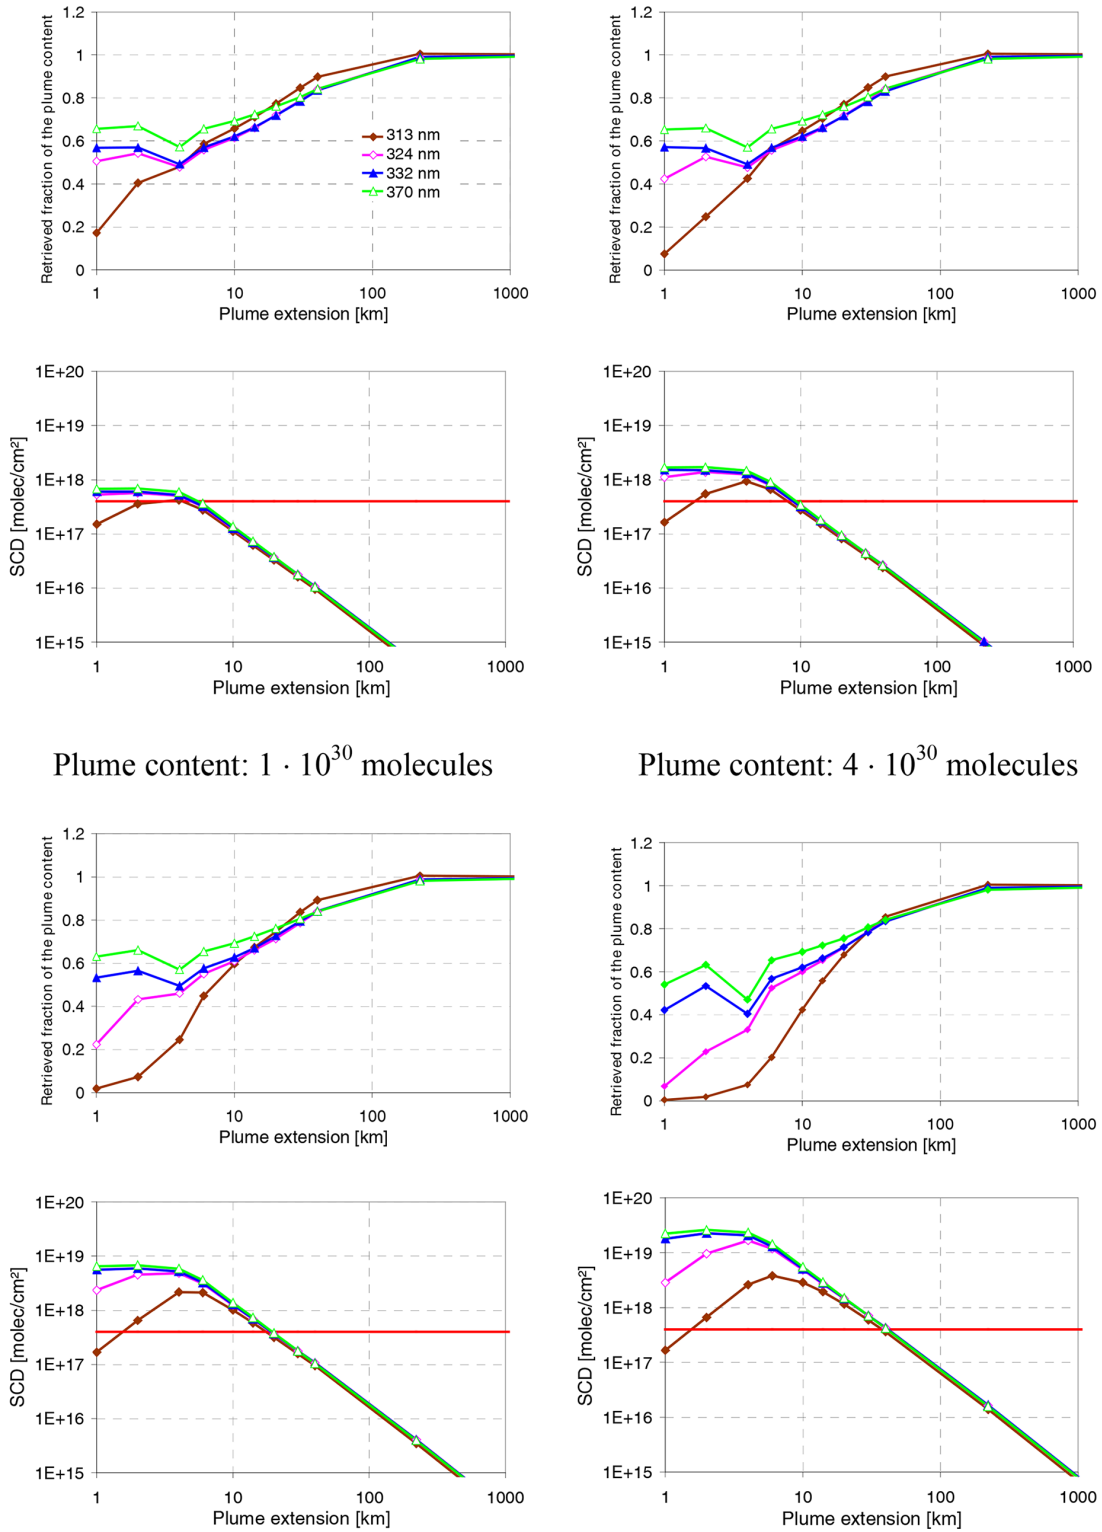 Retrieved fraction of the plume content
1.2
1
0.8
0.6
0.4
0.2
0
313 nm
324 nm
332 nm
370 nm
1
10
100
1000
Plume extension [km]
Retrieved fraction of the plume content
1.2
1
0.8
0.6
0.4
0.2
0
1
10
100
1000
Plume extension [km]
SCD [molec/cm²]
1E+20
1E+19
1E+18
1E+17
1E+16
1E+15
1
10
100
1000
Plume extension [km]
SCD [molec/cm²]
1E+20
1E+19
1E+18
1E+17
1E+16
1E+15
1
10
100
1000
Plume extension [km]
Plume content: 1 · 10³⁰ molecules
Plume content: 4 · 10³⁰ molecules
Retrieved fraction of the plume content
1.2
1
0.8
0.6
0.4
0.2
0
1
10
100
1000
Plume extension [km]
Retrieved fraction of the plume content
1.2
1
0.8
0.6
0.4
0.2
0
1
10
100
1000
Plume extension [km]
SCD [molec/cm²]
1E+20
1E+19
1E+18
1E+17
1E+16
1E+15
1
10
100
1000
Plume extension [km]
SCD [molec/cm²]
1E+20
1E+19
1E+18
1E+17
1E+16
1E+15
1
10
100
1000
Plume extension [km]